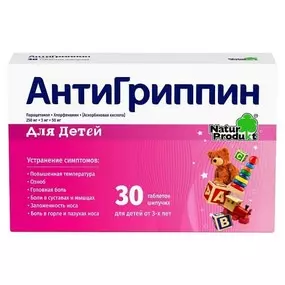 АнтиГриппин
Парацетамол + Хлорфенамин + [Аскорбиновая кислота]
250 мг + 3 мг + 50 мг
Для Детей
Natur
Produkt
Устранение симптомов:
- Повышенная температура
- Озноб
- Головная боль
- Боль в суставах и мышцах
- Заложенность носа
- Боль в горле и пазухах носа
30 таблеток
шипучих
для детей от 3-х лет
A
B